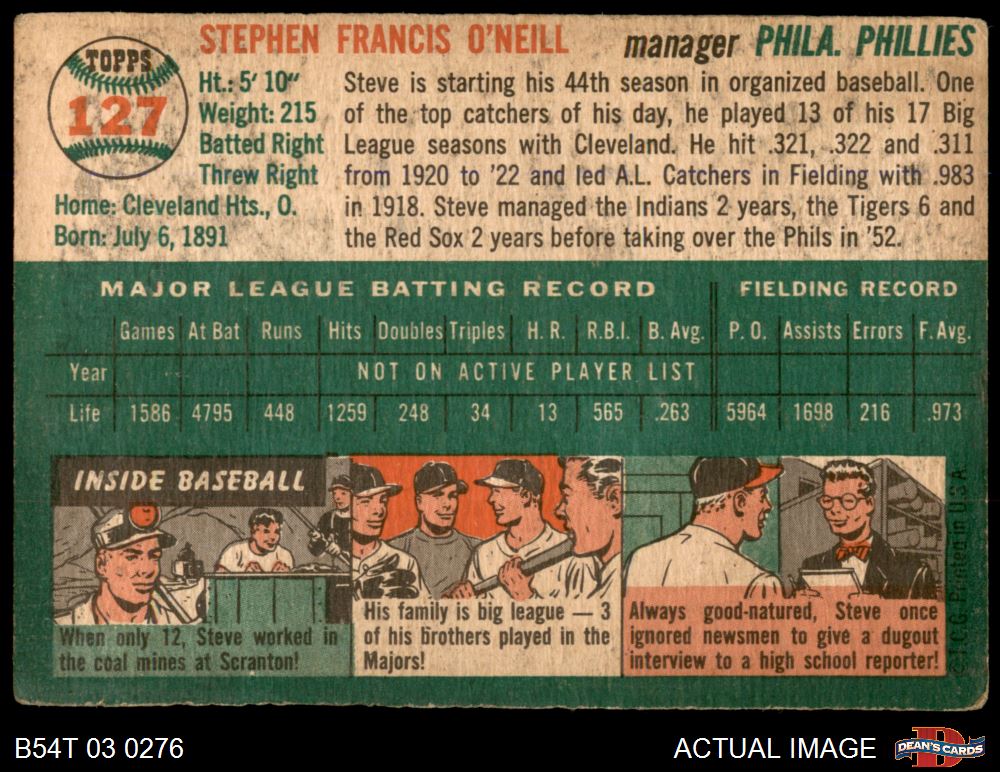 TOPPS
127
STEPHEN FRANCIS O'NEILL
manager PHILA. PHILLIES
Ht.: 5' 10"
Weight: 215
Batted Right
Threw Right
Home: Cleveland Hts., O.
Born: July 6, 1891
Steve is starting his 44th season in organized baseball. One
of the top catchers of his day, he played 13 of his 17 Big
League seasons with Cleveland. He hit .321, .322 and .311
from 1920 to '22 and led A.L. Catchers in Fielding with .983
in 1918. Steve managed the Indians 2 years, the Tigers 6 and
the Red Sox 2 years before taking over the Phils in '52.
MAJOR LEAGUE BATTING RECORD FIELDING RECORD
Games At Bat Runs Hits Doubles Triples H. R. R.B.I. B. Avg. P. O. Assists Errors F. Avg.
Year NOT ON ACTIVE PLAYER LIST
Life 1586 4795 448 1259 248 34 13 565 .263 5964 1698 216 .973
INSIDE BASEBALL
When only 12, Steve worked in
the coal mines at Scranton!
His family is big league — 3
of his brothers played in the
Majors!
Always good-natured, Steve once
ignored newsmen to give a dugout
interview to a high school reporter!
©T.C.G. Printed in U.S.A.
B54T 03 0276
ACTUAL IMAGE
D
DEAN'S CARDS